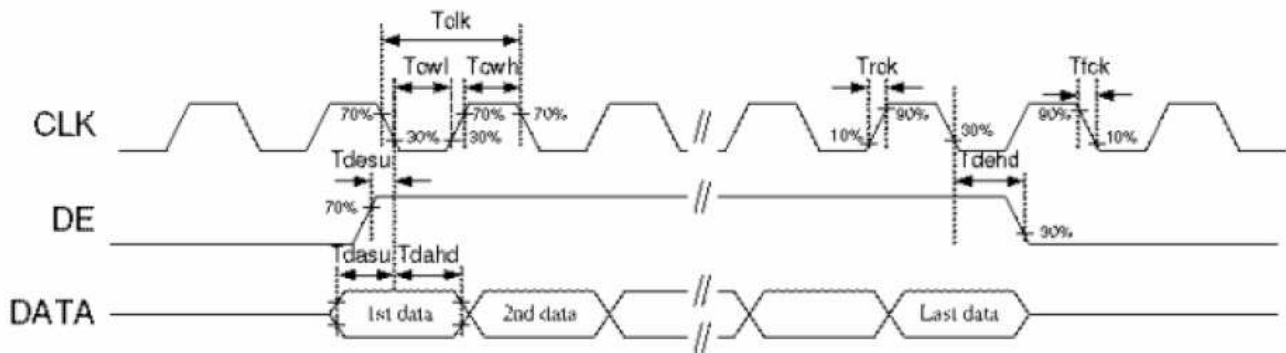 Tclk
Tcwl Tcwh Trck Tfck
CLK 70% 70% 70% 90% 90%
30% 30% 10% 30% 10%
Tdesu Tdehd
DE 70% 30%
Tdasu Tdahd
DATA 1st data 2nd data Last data